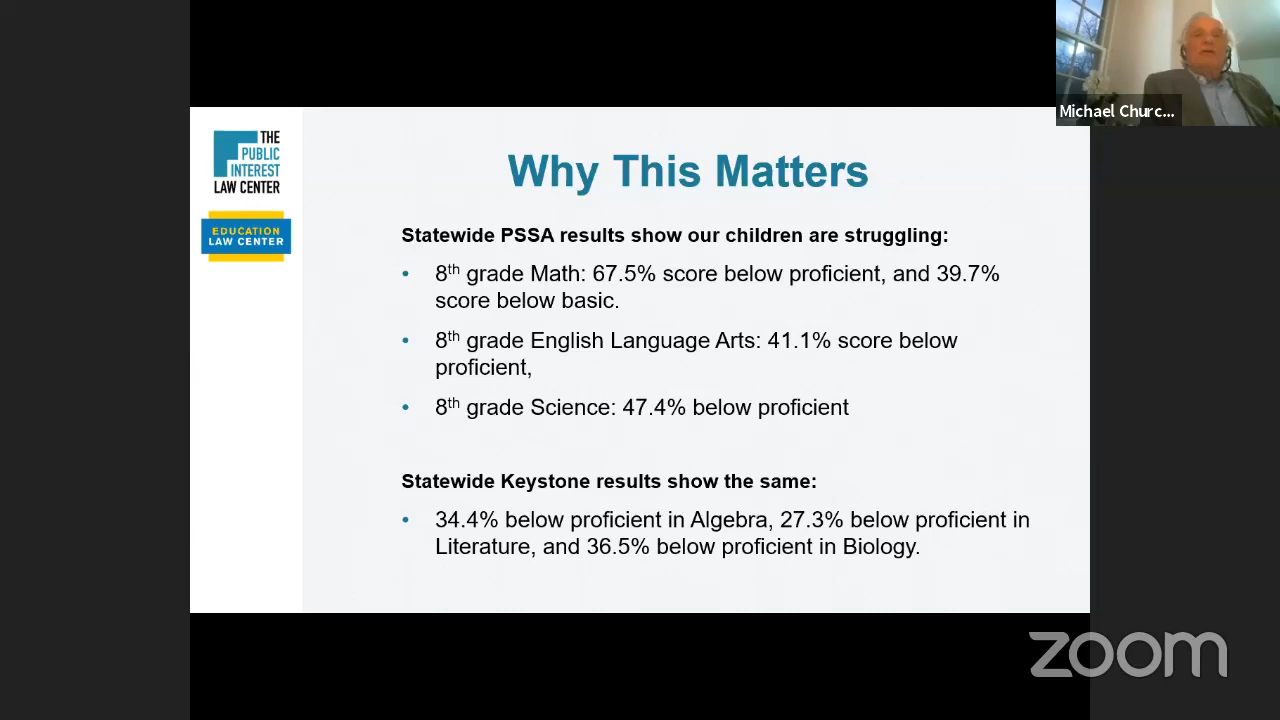 THE
PUBLIC
INTEREST
LAW CENTER
EDUCATION
LAW CENTER
Why This Matters
Statewide PSSA results show our children are struggling:
• 8th grade Math: 67.5% score below proficient, and 39.7%
score below basic.
• 8th grade English Language Arts: 41.1% score below
proficient,
• 8th grade Science: 47.4% below proficient
Statewide Keystone results show the same:
• 34.4% below proficient in Algebra, 27.3% below proficient in
Literature, and 36.5% below proficient in Biology.
Michael Churc...
zoom